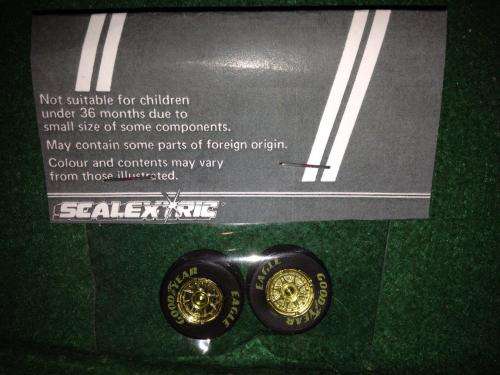 Not suitable for children
under 36 months due to
small size of some components.
May contain some parts of foreign origin.
Colour and contents may vary
from those illustrated.
SCALEXTRIC
GOODYEAR
EAGLE
EAGLE
GOODYEAR